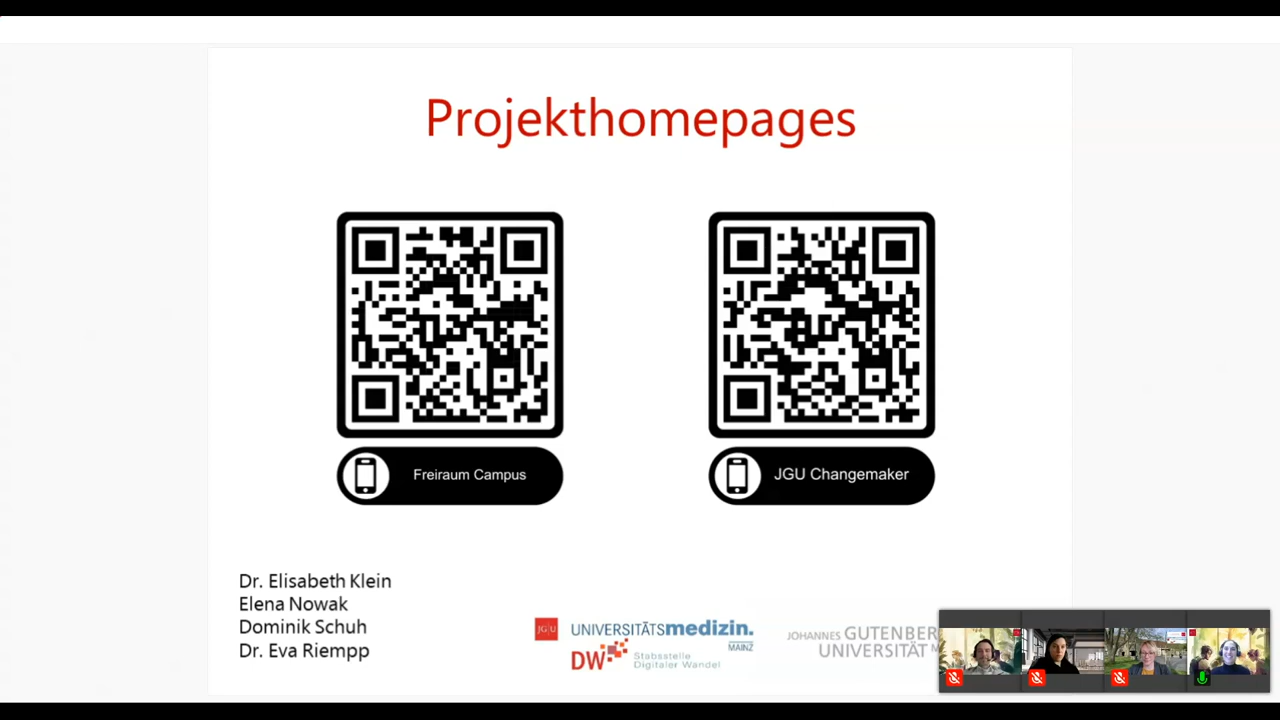 Projekthomepages
Freiraum Campus
JGU Changemaker
Dr. Elisabeth Klein
Elena Nowak
Dominik Schuh
Dr. Eva Riempp
JG|U
UNIVERSITÄTSmedizin.
MAINZ
DW
Stabsstelle
Digitaler Wandel
JOHANNES GUTENBER
UNIVERSITÄT